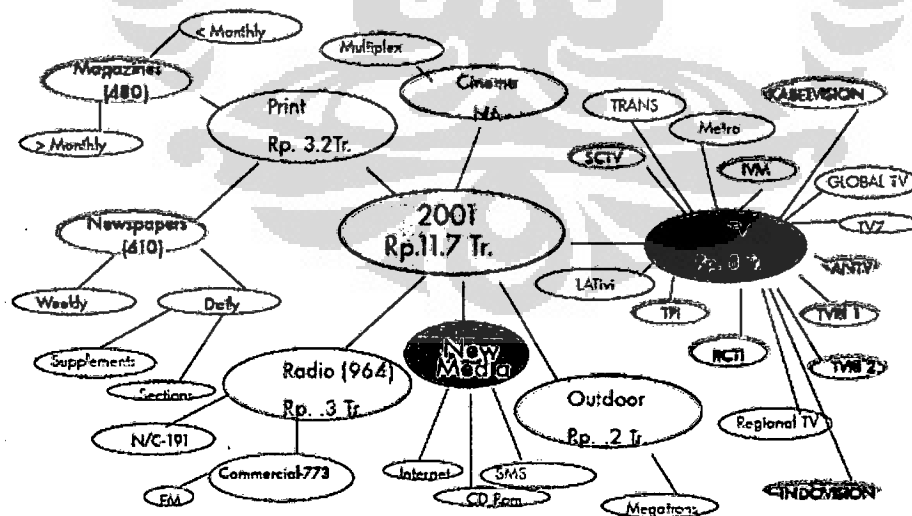 < Monthly
Magazines
(480)
> Monthly
Print
Rp. 3.2Tr.
Multiplex
Cinema
NA
TRANS
Metro
KABELVISION
SCTV
GLOBAL TV
TV7
ANTV
TVRI 1
TVRI 2
Regional TV
INDOVISION
RCTI
TPI
LATivi
TV
2001
Rp.11.7 Tr.
Newspapers
(410)
Weekly
Daily
Supplements
Sections
Radio (964)
Rp. .3 Tr.
N/C-191
Commercial-773
FM
New
Media
Internet
CD Rom
SMS
Outdoor
Rp. .2 Tr.
Megatrons